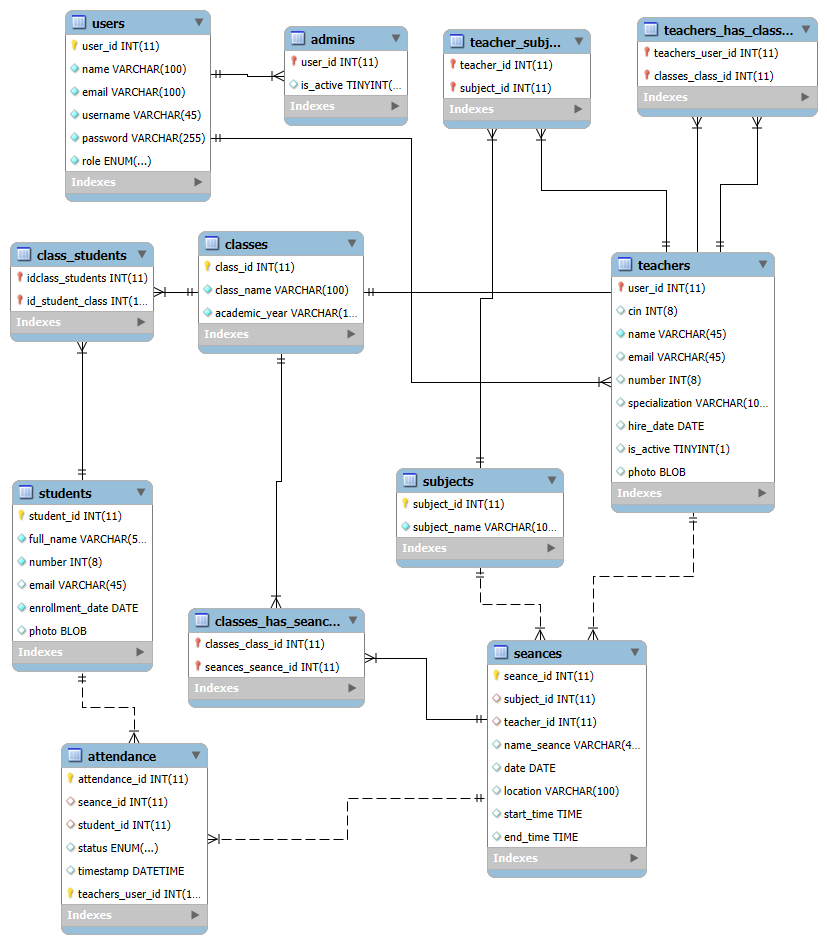 users
user_id INT(11)
name VARCHAR(100)
email VARCHAR(100)
username VARCHAR(45)
password VARCHAR(255)
role ENUM(...)
Indexes
admins
user_id INT(11)
is_active TINYINT(...
Indexes
teacher_subj...
teacher_id INT(11)
subject_id INT(11)
Indexes
teachers_has_class...
teachers_user_id INT(11)
classes_class_id INT(11)
Indexes
class_students
idclass_students INT(11)
id_student_class INT(1...
Indexes
classes
class_id INT(11)
class_name VARCHAR(100)
academic_year VARCHAR(1...
Indexes
teachers
user_id INT(11)
cin INT(8)
name VARCHAR(45)
email VARCHAR(45)
number INT(8)
specialization VARCHAR(10...
hire_date DATE
is_active TINYINT(1)
photo BLOB
Indexes
students
student_id INT(11)
full_name VARCHAR(5...
number INT(8)
email VARCHAR(45)
enrollment_date DATE
photo BLOB
Indexes
subjects
subject_id INT(11)
subject_name VARCHAR(10...
Indexes
classes_has_seanc...
classes_class_id INT(11)
seances_seance_id INT(11)
Indexes
seances
seance_id INT(11)
subject_id INT(11)
teacher_id INT(11)
name_seance VARCHAR(4...
date DATE
location VARCHAR(100)
start_time TIME
end_time TIME
Indexes
attendance
attendance_id INT(11)
seance_id INT(11)
student_id INT(11)
status ENUM(...)
timestamp DATETIME
teachers_user_id INT(1...
Indexes